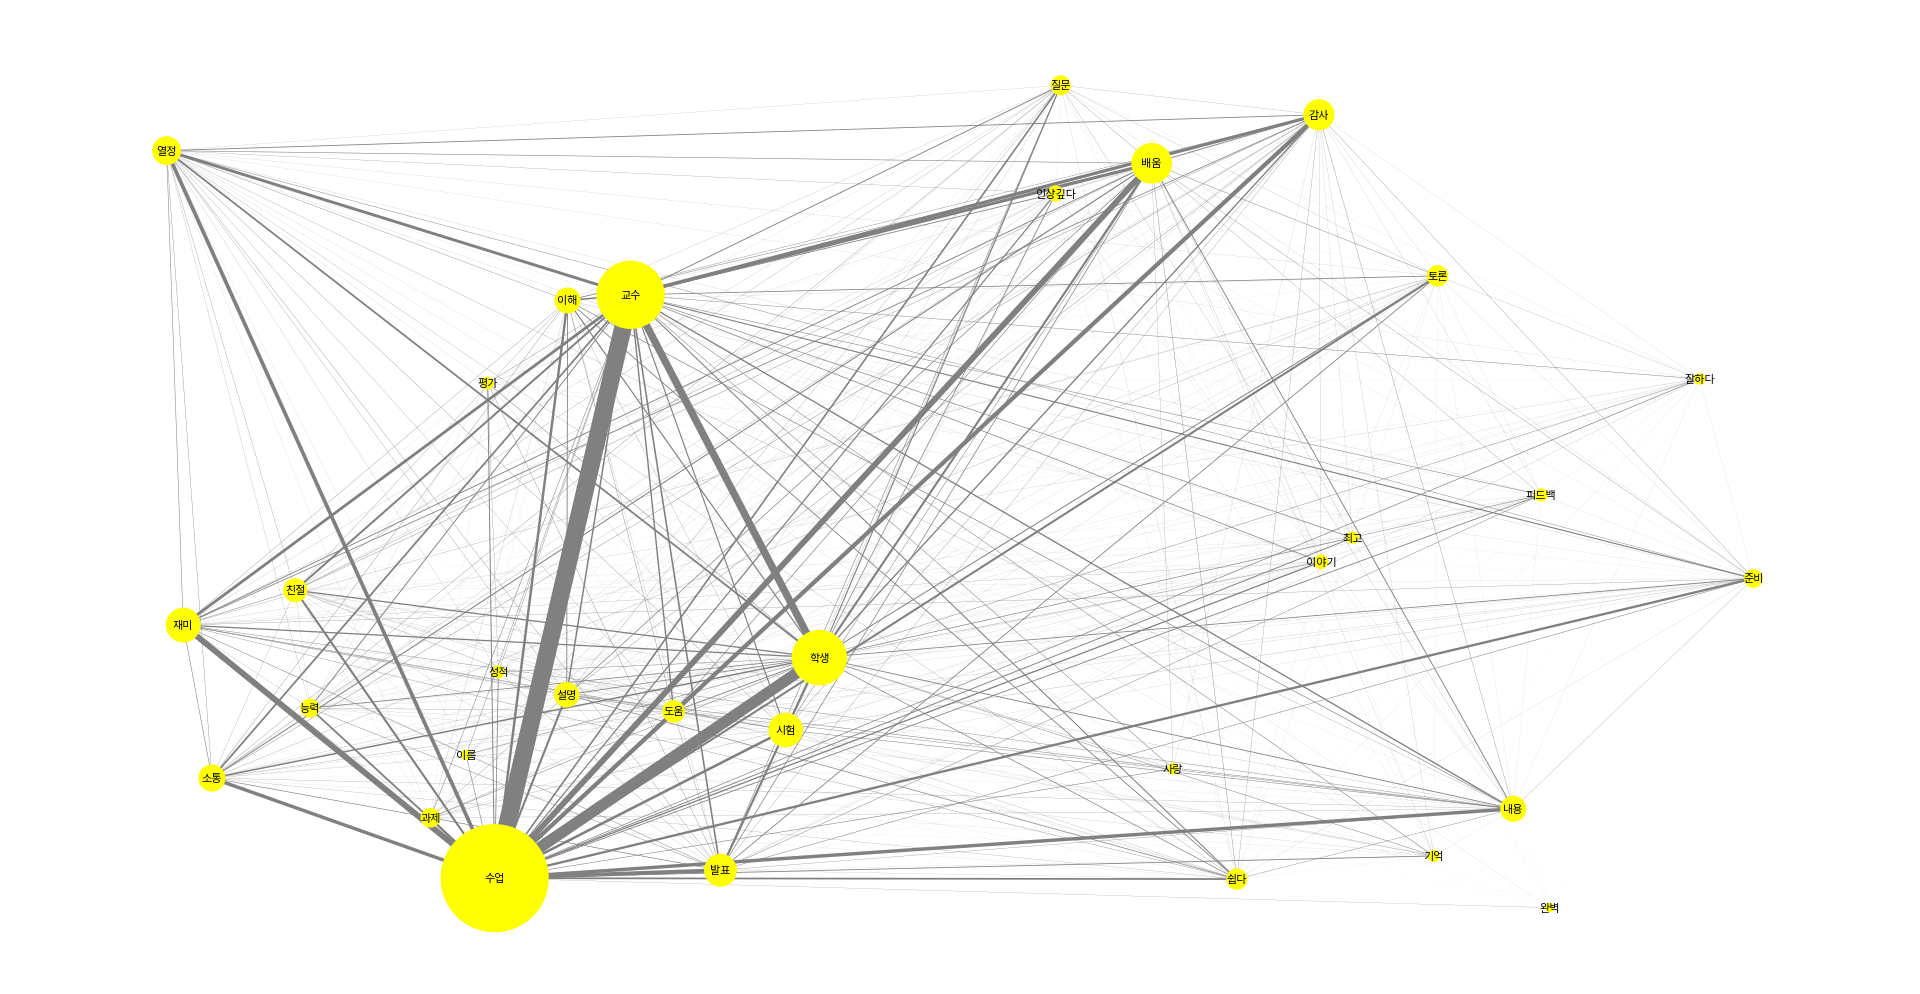 질문
감사
열정
배움
인상깊다
토론
교수
이해
잘하다
평가
피드백
최고
이야기
준비
친절
재미
학생
성적
설명
능력
도움
시험
이름
사랑
소통
내용
과제
기억
발표
수업
쉽다
완벽